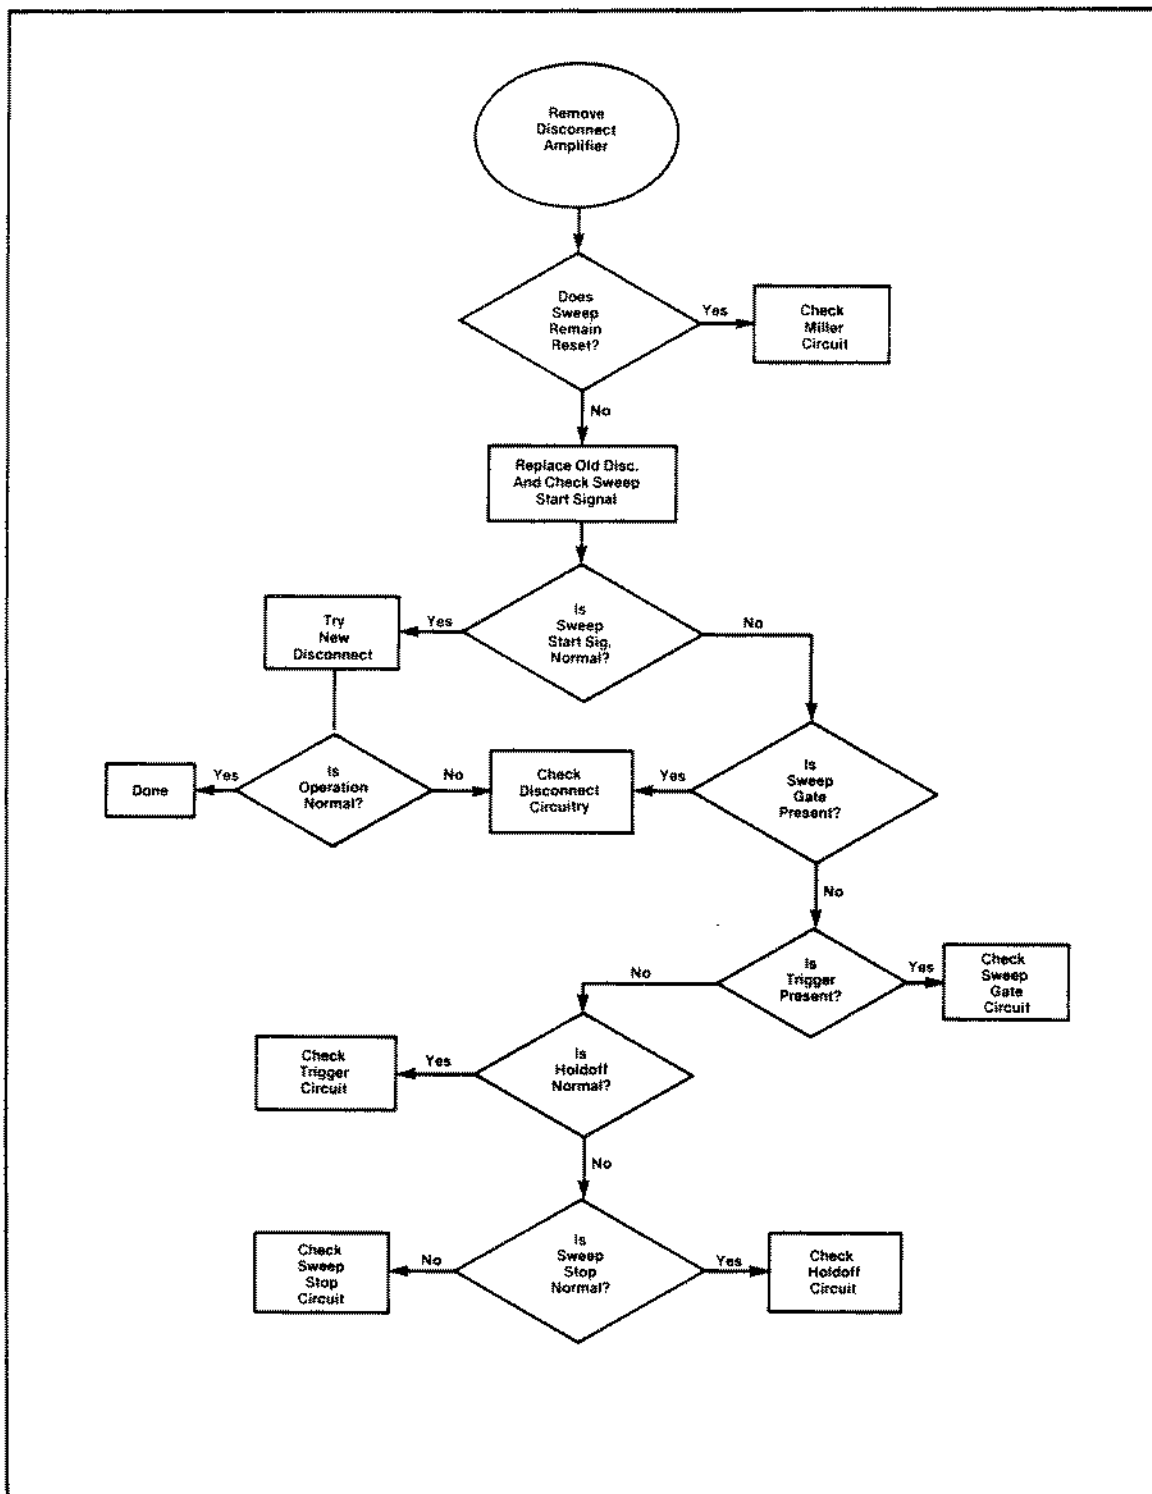 Remove
Disconnect
Amplifier
Does
Sweep
Remain
Reset?
Yes
Check
Miller
Circuit
No
Replace Old Disc.
And Check Sweep
Start Signal
Is
Sweep
Start Sig.
Normal?
Yes
Try
New
Disconnect
No
Is
Operation
Normal?
Yes
Done
No
Check
Disconnect
Circuitry
Yes
Is
Sweep
Gate
Present?
No
Is
Trigger
Present?
Yes
Check
Sweep
Gate
Circuit
No
Is
Holdoff
Normal?
Yes
Check
Trigger
Circuit
No
Is
Sweep
Stop
Normal?
No
Check
Sweep
Stop
Circuit
Yes
Check
Holdoff
Circuit